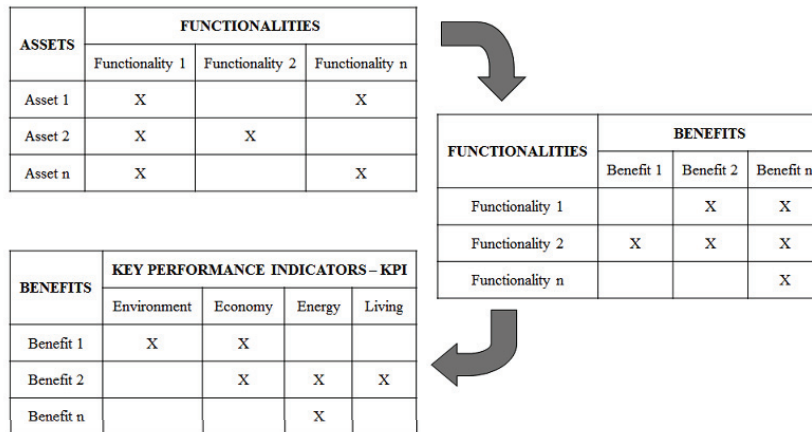 ASSETS FUNCTIONALITIES
Functionality 1 Functionality 2 Functionality n
Asset 1 X X
Asset 2 X X
Asset n X X
FUNCTIONALITIES BENEFITS
Benefit 1 Benefit 2 Benefit n
Functionality 1 X X
Functionality 2 X X X
Functionality n X
BENEFITS KEY PERFORMANCE INDICATORS – KPI
Environment Economy Energy Living
Benefit 1 X X
Benefit 2 X X X
Benefit n X